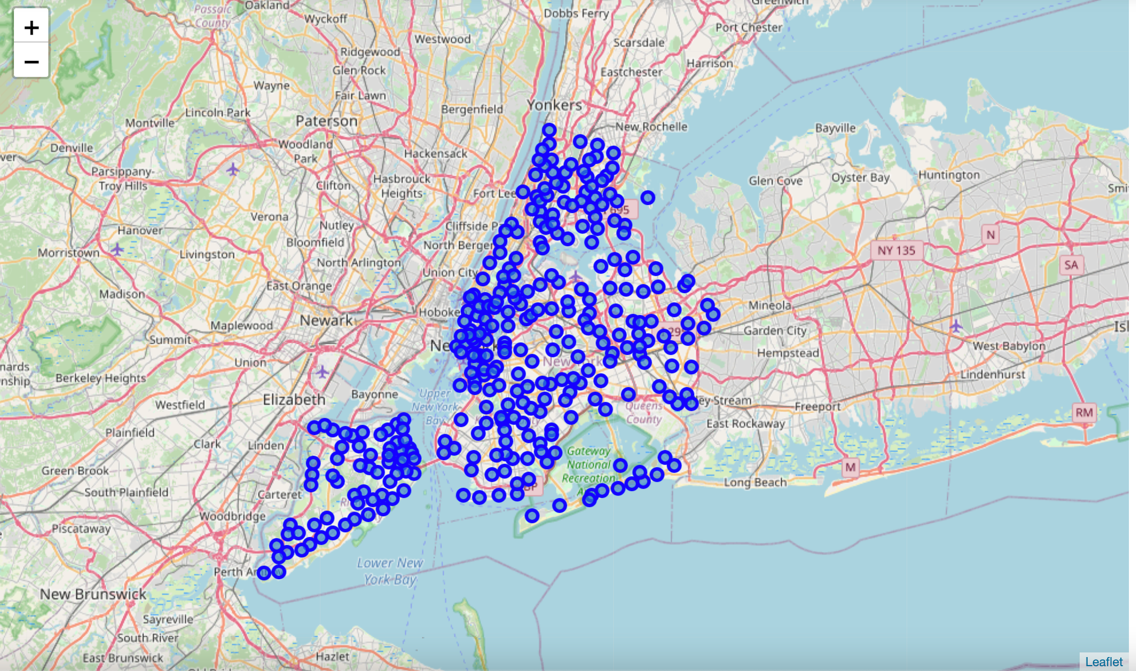 +
−
Passaic
County
Oakland
Wyckoff
Dobbs Ferry
Greenwich
Port Chester
Westwood
Scarsdale
Ridgewood
Glen Rock
Eastchester
Harrison
Wayne
Fair Lawn
Bergenfield
Yonkers
Lincoln Park
Montville
Paterson
New Rochelle
Bayville
Denville
Woodland
Park
Hackensack
Parsippany-
Troy Hills
Clifton
Hasbrouck
Heights
Fort Lee
Glen Cove
Oyster Bay
Huntington
Verona
Nutley
Cliffside P
695
Hanover
Bloomfield
North Bergen
N
NY 135
Morristown
Livingston
North Arlington
SA
Union City
East Orange
Madison
Mineola
Maplewood
Newark
Hoboke
Garden City
Summit
West Babylon
Hempstead
Berkeley Heights
Lindenhurst
Elizabeth
Bayonne
Upper
New York
Bay
Westfield
Queens
County
ey Stream
Freeport
RM
Plainfield
Clark
Linden
East Rockaway
Gateway
National
Recreation
M
Green Brook
Long Beach
South Plainfield
Carteret
Woodbridge
Piscataway
Lower New
York Bay
Perth Am
New Brunswick
Sayreville
South River
East Brunswick
Hazlet
Leaflet